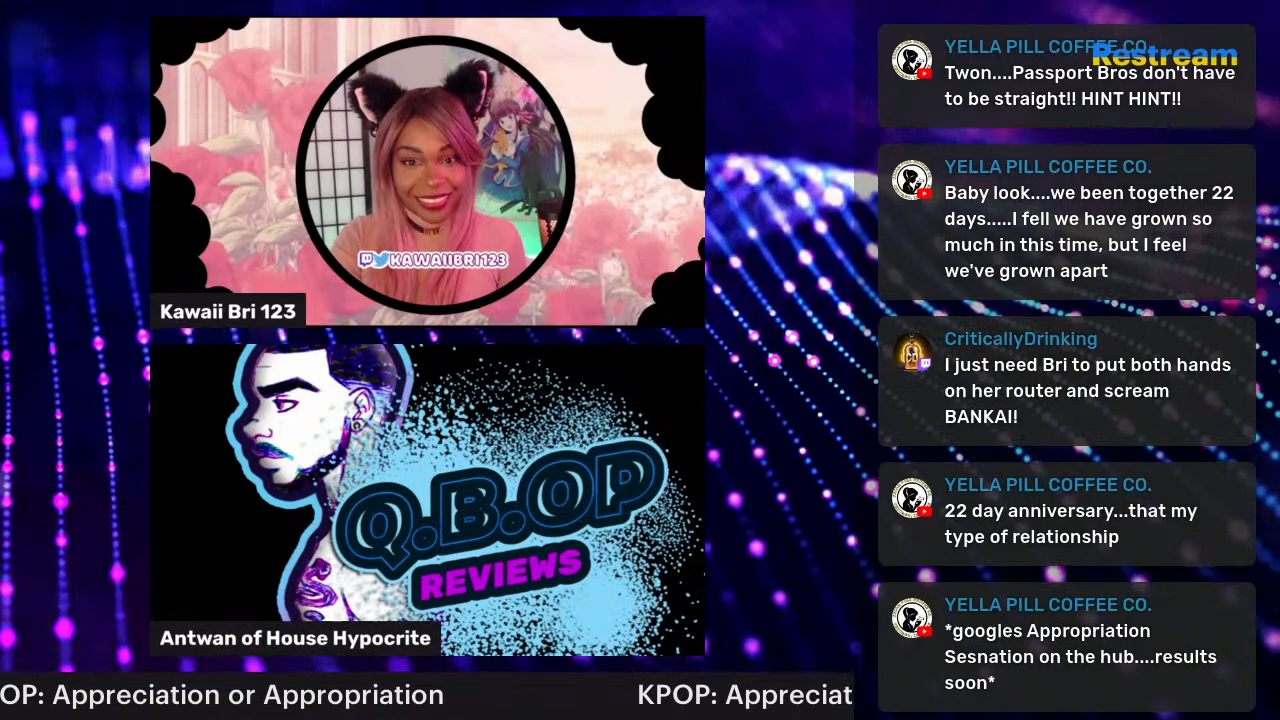 KAWAIIBRI123
Kawaii Bri 123
Q.B.OP
REVIEWS
Antwan of House Hypocrite
OP: Appreciation or Appropriation
KPOP: Appreciat
Restream
YELLA PILL COFFEE CO.
Twon....Passport Bros don't have
to be straight!! HINT HINT!!
YELLA PILL COFFEE CO.
Baby look....we been together 22
days.....I fell we have grown so
much in this time, but I feel
we've grown apart
CriticallyDrinking
I just need Bri to put both hands
on her router and scream
BANKAI!
YELLA PILL COFFEE CO.
22 day anniversary...that my
type of relationship
YELLA PILL COFFEE CO.
*googles Appropriation
Sesnation on the hub....results
soon*